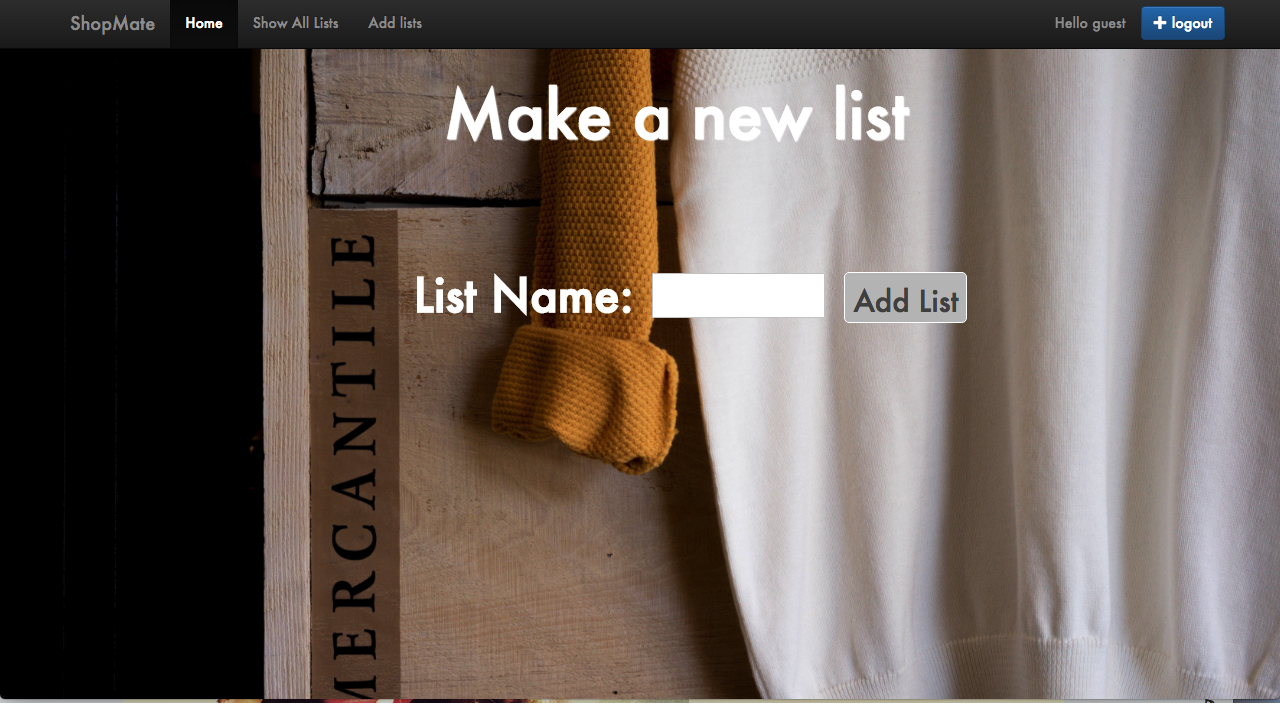 ShopMate Home Show All Lists Add lists Hello guest + logout
Make a new list
List Name: Add List
MERCANTILE